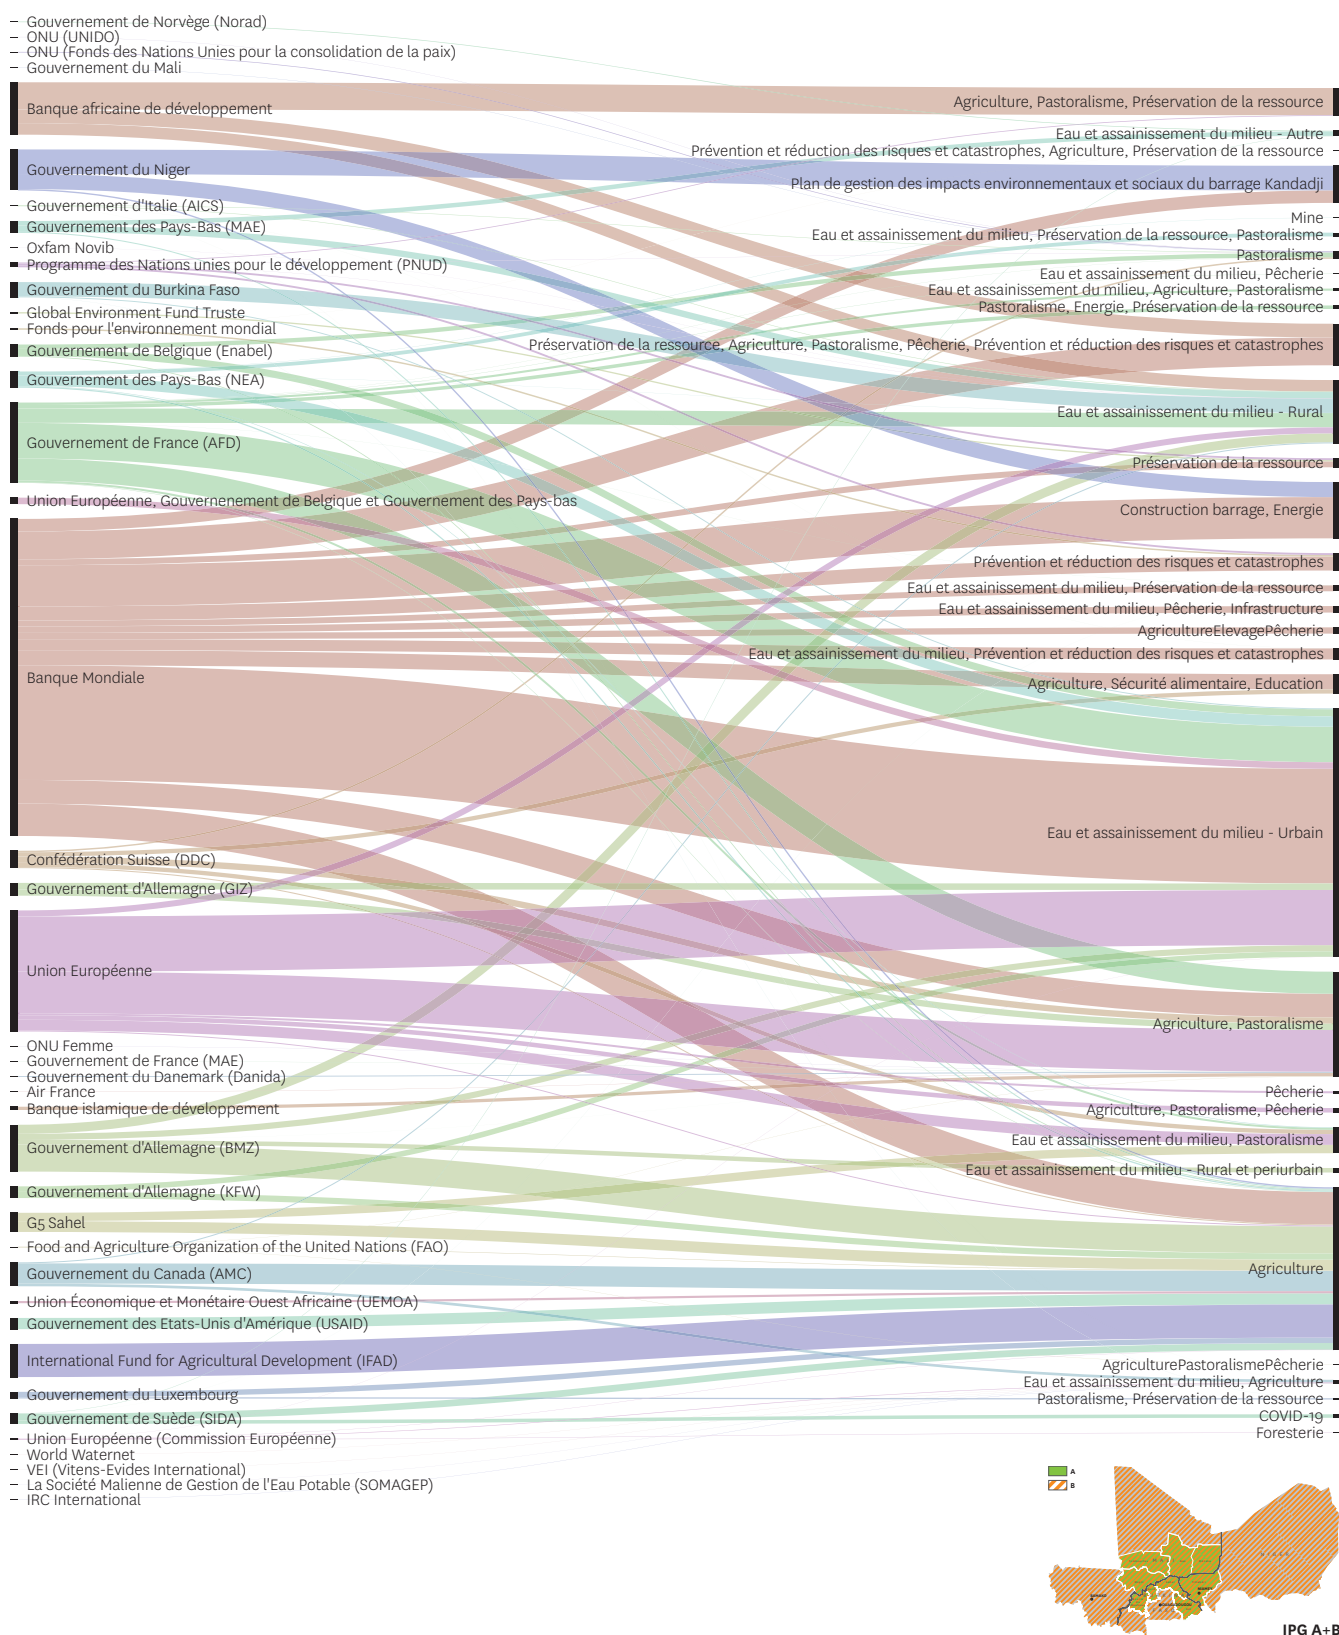 Gouvernement de Norvège (Norad)
ONU (UNIDO)
ONU (Fonds des Nations Unies pour la consolidation de la paix)
Gouvernement du Mali
Banque africaine de développement
Gouvernement du Niger
Gouvernement d'Italie (AICS)
Gouvernement des Pays-Bas (MAE)
Oxfam Novib
Programme des Nations unies pour le développement (PNUD)
Gouvernement du Burkina Faso
Global Environment Fund Truste
Fonds pour l'environnement mondial
Gouvernement de Belgique (Enabel)
Gouvernement des Pays-Bas (NEA)
Gouvernement de France (AFD)
Union Européenne, Gouvernenement de Belgique et Gouvernement des Pays-bas
Banque Mondiale
Confédération Suisse (DDC)
Gouvernement d'Allemagne (GIZ)
Union Européenne
ONU Femme
Gouvernement de France (MAE)
Gouvernement du Danemark (Danida)
Air France
Banque islamique de développement
Gouvernement d'Allemagne (BMZ)
Gouvernement d'Allemagne (KFW)
G5 Sahel
Food and Agriculture Organization of the United Nations (FAO)
Gouvernement du Canada (AMC)
Union Économique et Monétaire Ouest Africaine (UEMOA)
Gouvernement des Etats-Unis d'Amérique (USAID)
International Fund for Agricultural Development (IFAD)
Gouvernement du Luxembourg
Gouvernement de Suède (SIDA)
Union Européenne (Commission Européenne)
World Waternet
VEI (Vitens-Evides International)
La Société Malienne de Gestion de l'Eau Potable (SOMAGEP)
IRC International
Agriculture, Pastoralisme, Préservation de la ressource
Eau et assainissement du milieu - Autre
Prévention et réduction des risques et catastrophes, Agriculture, Préservation de la ressource
Plan de gestion des impacts environnementaux et sociaux du barrage Kandadji
Mine
Eau et assainissement du milieu, Préservation de la ressource, Pastoralisme
Pastoralisme
Eau et assainissement du milieu, Pêcherie
Eau et assainissement du milieu, Agriculture, Pastoralisme
Pastoralisme, Energie, Préservation de la ressource
Préservation de la ressource, Agriculture, Pastoralisme, Pêcherie, Prévention et réduction des risques et catastrophes
Eau et assainissement du milieu - Rural
Préservation de la ressource
Construction barrage, Energie
Prévention et réduction des risques et catastrophes
Eau et assainissement du milieu, Préservation de la ressource
Eau et assainissement du milieu, Pêcherie, Infrastructure
AgricultureElevagePêcherie
Eau et assainissement du milieu, Prévention et réduction des risques et catastrophes
Agriculture, Sécurité alimentaire, Education
Eau et assainissement du milieu - Urbain
Agriculture, Pastoralisme
Pêcherie
Agriculture, Pastoralisme, Pêcherie
Eau et assainissement du milieu, Pastoralisme
Eau et assainissement du milieu - Rural et periurbain
Agriculture
AgriculturePastoralismePêcherie
Eau et assainissement du milieu, Agriculture
Pastoralisme, Préservation de la ressource
COVID-19
Foresterie
A
B
IPG A+B